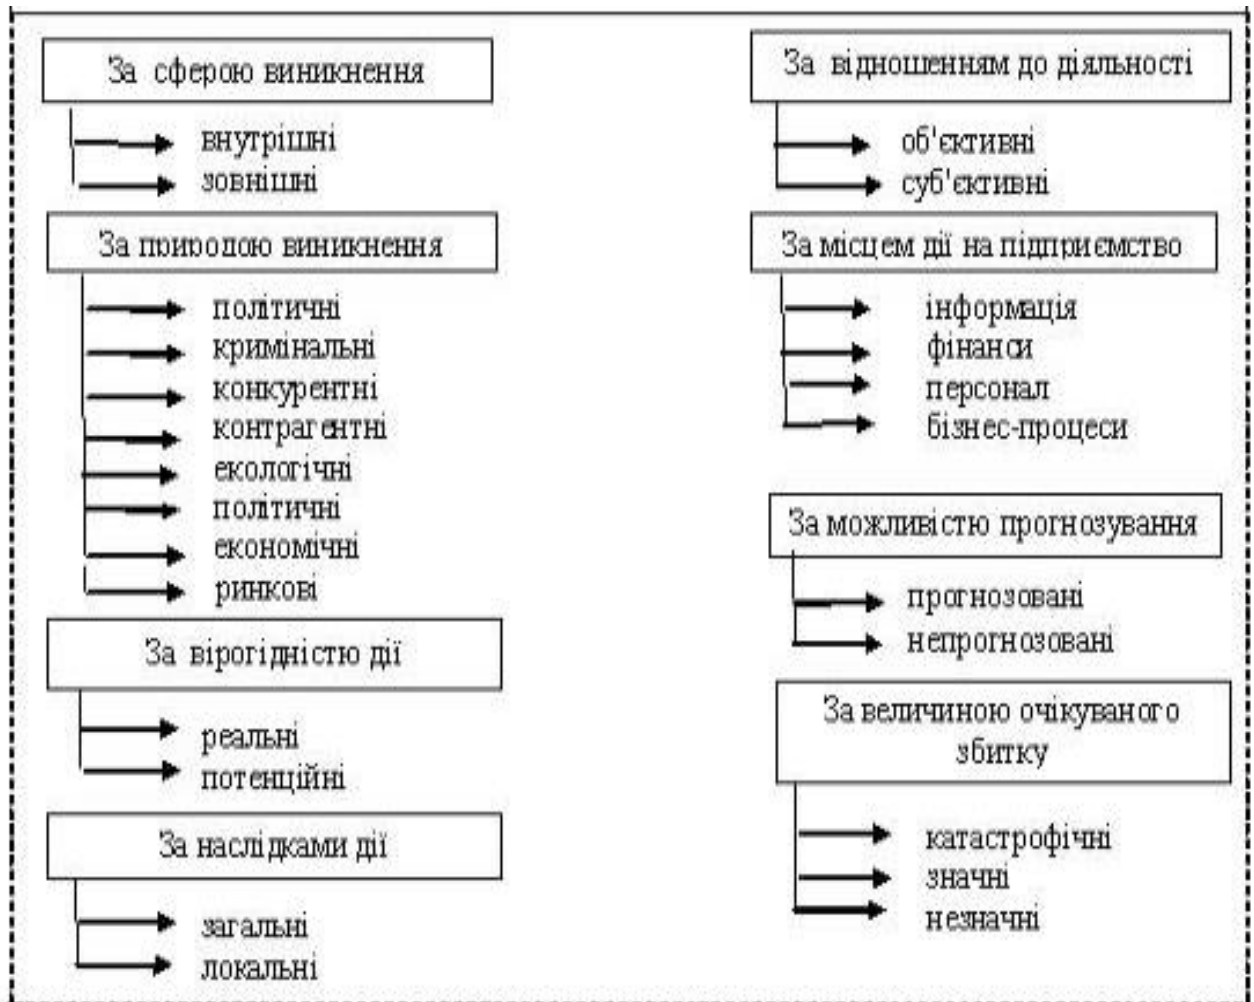 За сферою виникнення
внутрішні
зовнішні
За природою виникнення
політичні
кримінальні
конкурентні
контрагентні
екологічні
політичні
економічні
ринкові
За вірогідністю дії
реальні
потенційні
За наслідками дії
загальні
локальні
За відношенням до діяльності
об'єктивні
суб'єктивні
За місцем дії на підприємство
інформація
фінанси
персонал
бізнес-процеси
За можливістю прогнозування
прогнозовані
непрогнозовані
За величиною очікуваного
збитку
катастрофічні
значні
незначні